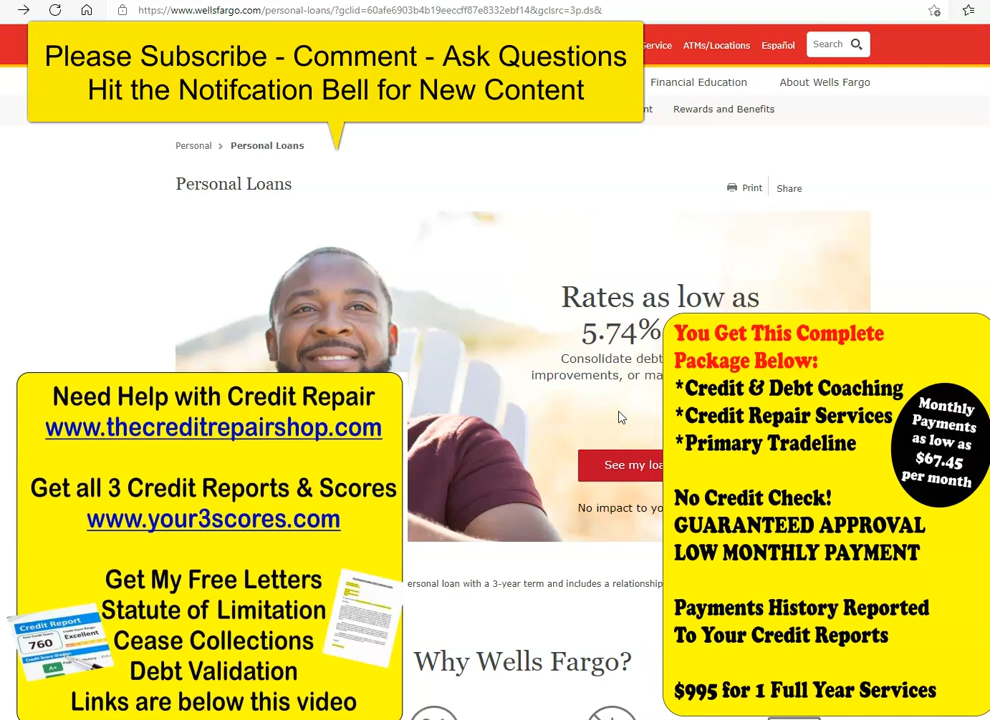 https://www.wellsfargo.com/personal-loans/?gclid=60afe6903b4b19eeccff87e8332ebf14&gclsrc=3p.ds&
Please Subscribe - Comment - Ask Questions
Hit the Notifcation Bell for New Content
ervice ATMs/Locations Español Search
Financial Education About Wells Fargo
nt Rewards and Benefits
Personal > Personal Loans
Personal Loans
Print Share
Rates as low as
5.74%
Consolidate debt
improvements, or ma
See my loa
No impact to yo
ersonal loan with a 3-year term and includes a relationship
Why Wells Fargo?
Need Help with Credit Repair
www.thecreditrepairshop.com
Get all 3 Credit Reports & Scores
www.your3scores.com
Get My Free Letters
Statute of Limitation
Cease Collections
Debt Validation
Links are below this video
Credit Report
760
Excellent
A+
You Get This Complete
Package Below:
*Credit & Debt Coaching
*Credit Repair Services
*Primary Tradeline
No Credit Check!
GUARANTEED APPROVAL
LOW MONTHLY PAYMENT
Payments History Reported
To Your Credit Reports
$995 for 1 Full Year Services
Monthly
Payments
as low as
$67.45
per month